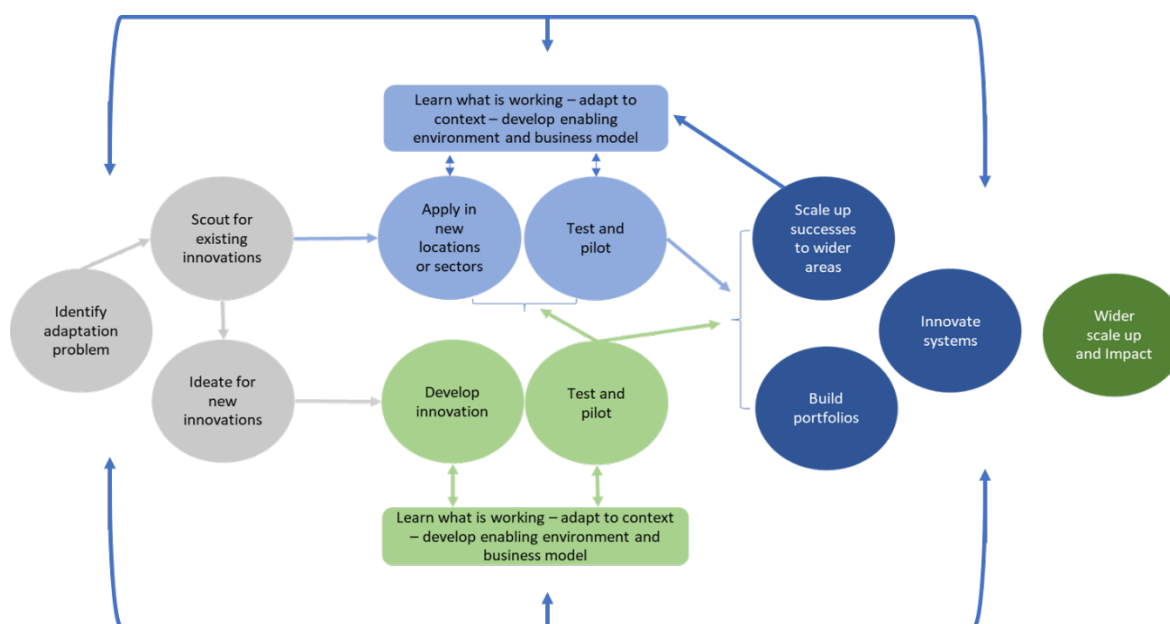 Learn what is working – adapt to
context – develop enabling
environment and business model
Scout for
existing
innovations
Apply in
new
locations
or sectors
Test and
pilot
Scale up
successes
to wider
areas
Identify
adaptation
problem
Innovate
systems
Wider
scale up
and Impact
Ideate for
new
innovations
Develop
innovation
Test and
pilot
Build
portfolios
Learn what is working – adapt to context
– develop enabling environment and
business model